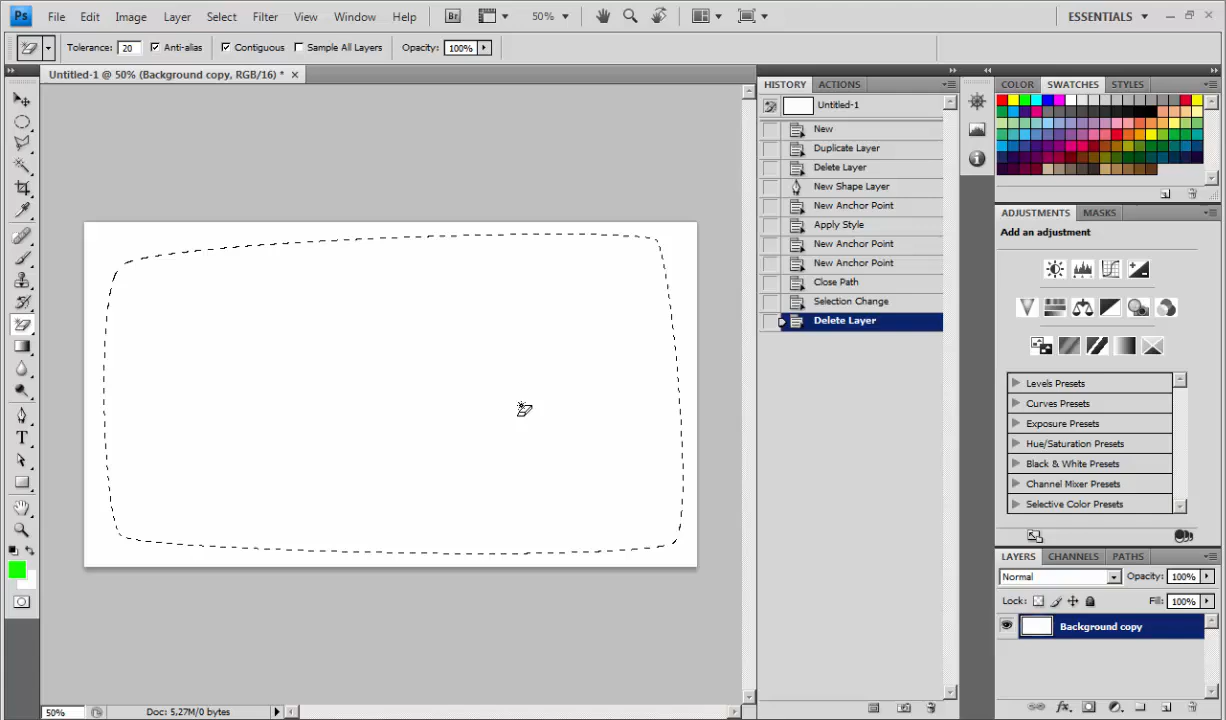 Ps File Edit Image Layer Select Filter View Window Help Br 50% ESSENTIALS
Tolerance: 20 Anti-alias Contiguous Sample All Layers Opacity: 100%
Untitled-1 @ 50% (Background copy, RGB/16) *
HISTORY ACTIONS
Untitled-1
New
Duplicate Layer
Delete Layer
New Shape Layer
New Anchor Point
Apply Style
New Anchor Point
New Anchor Point
Close Path
Selection Change
Delete Layer
COLOR SWATCHES STYLES
ADJUSTMENTS MASKS
Add an adjustment
Levels Presets
Curves Presets
Exposure Presets
Hue/Saturation Presets
Black & White Presets
Channel Mixer Presets
Selective Color Presets
LAYERS CHANNELS PATHS
Normal Opacity: 100%
Lock: Fill: 100%
Background copy
T
50% Doc: 5,27M/0 bytes
fx